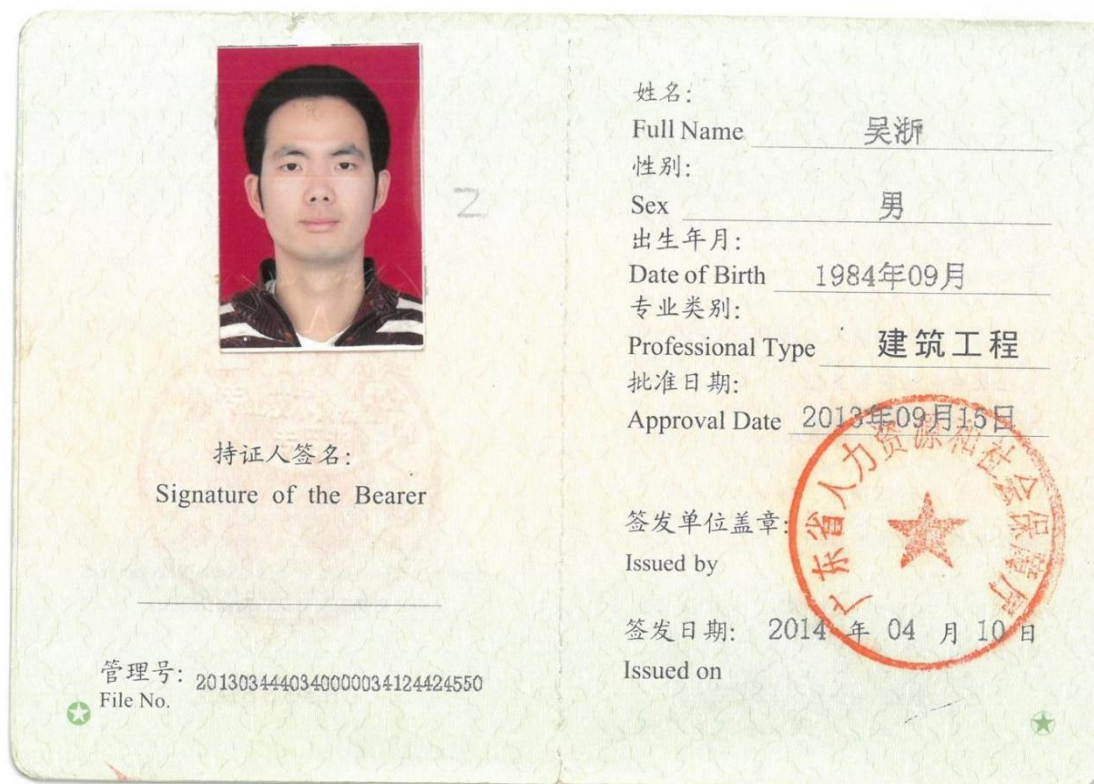 Z
持证人签名:
Signature of the Bearer
管理号: 2013034440340000034124424550
File No.
姓名:
Full Name 吴浙
性别:
Sex 男
出生年月:
Date of Birth 1984年09月
专业类别:
Professional Type 建筑工程
批准日期:
Approval Date 2013年09月15日
广东省人力资源和社会保障厅
签发单位盖章:
Issued by
签发日期: 2014 年 04 月 10 日
Issued on